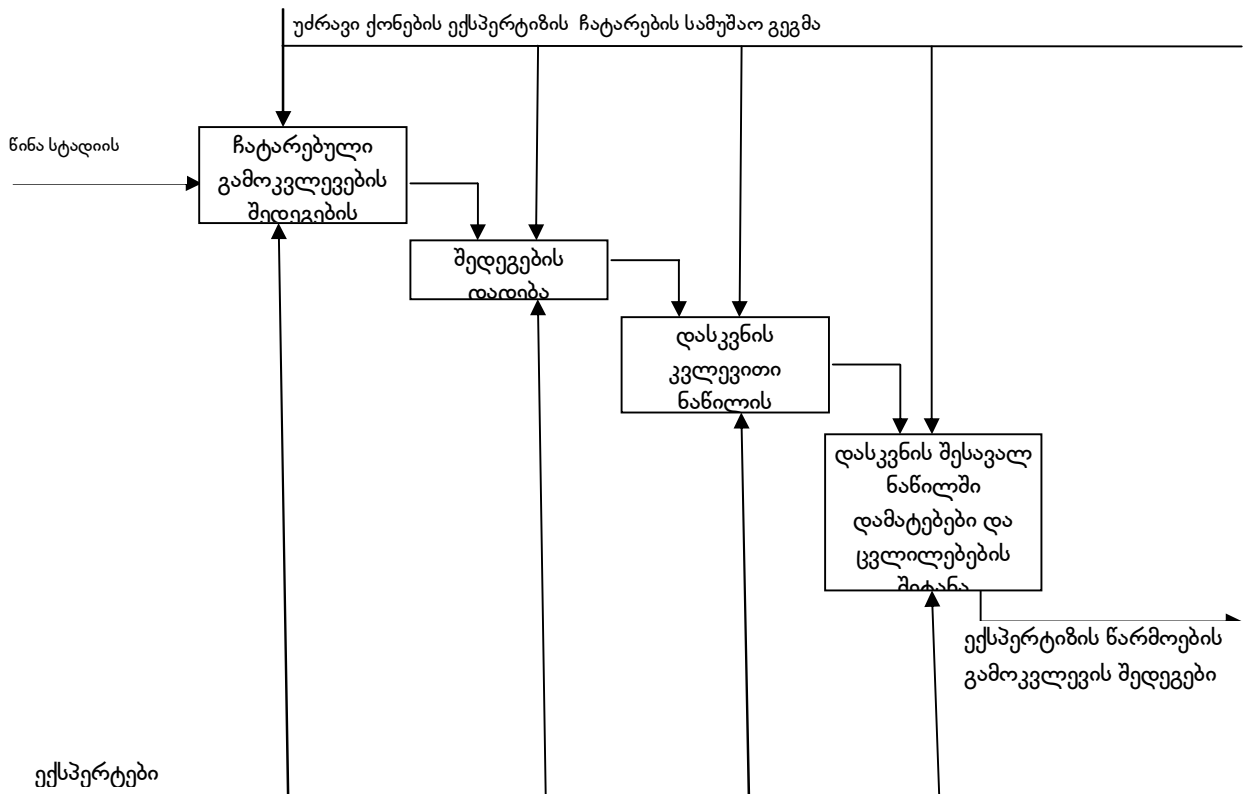 უძრავი ქონების ექსპერტიზის ჩატარების სამუშაო გეგმა
წინა სტადიის
ჩატარებული
გამოკვლევების
შედეგების
შედეგების
დადება
დასკვნის
კვლევითი
ნაწილის
დასკვნის შესავალ
ნაწილში
დამატებები და
ცვლილებების
შეტანა
ექსპერტიზის წარმოების
გამოკვლევის შედეგები
ექსპერტები